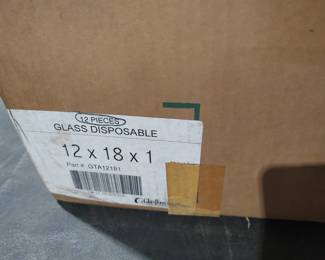 12 PIECES
GLASS DISPOSABLE
12 x 18 x 1
Part #: GTA12181